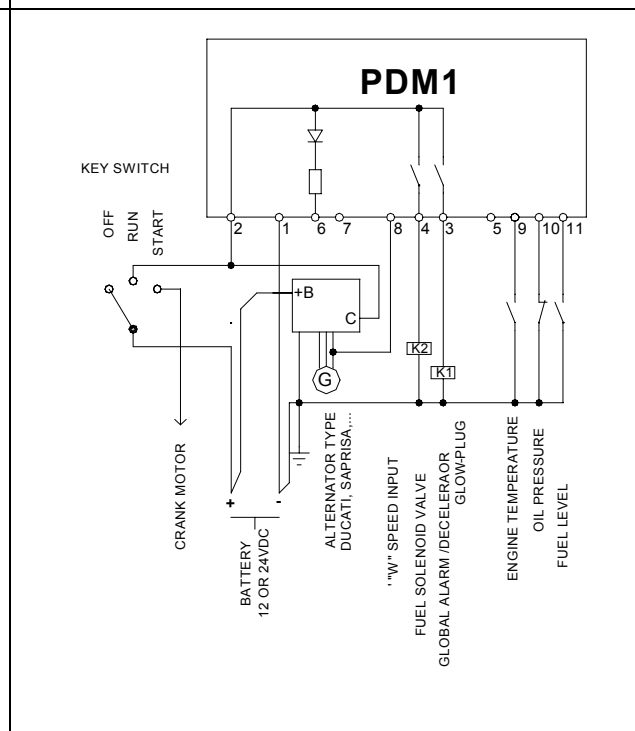 PDM1
KEY SWITCH
OFF
RUN
START
2
1
6
7
8
4
3
5
9
10
11
+B
C
G
K2
K1
+
-
CRANK MOTOR
BATTERY
12 OR 24VDC
ALTERNATOR TYPE
DUCATI, SAPRISA,...
'"W" SPEED INPUT
FUEL SOLENOID VALVE
GLOBAL ALARM /DECELERAOR
GLOW-PLUG
ENGINE TEMPERATURE
OIL PRESSURE
FUEL LEVEL